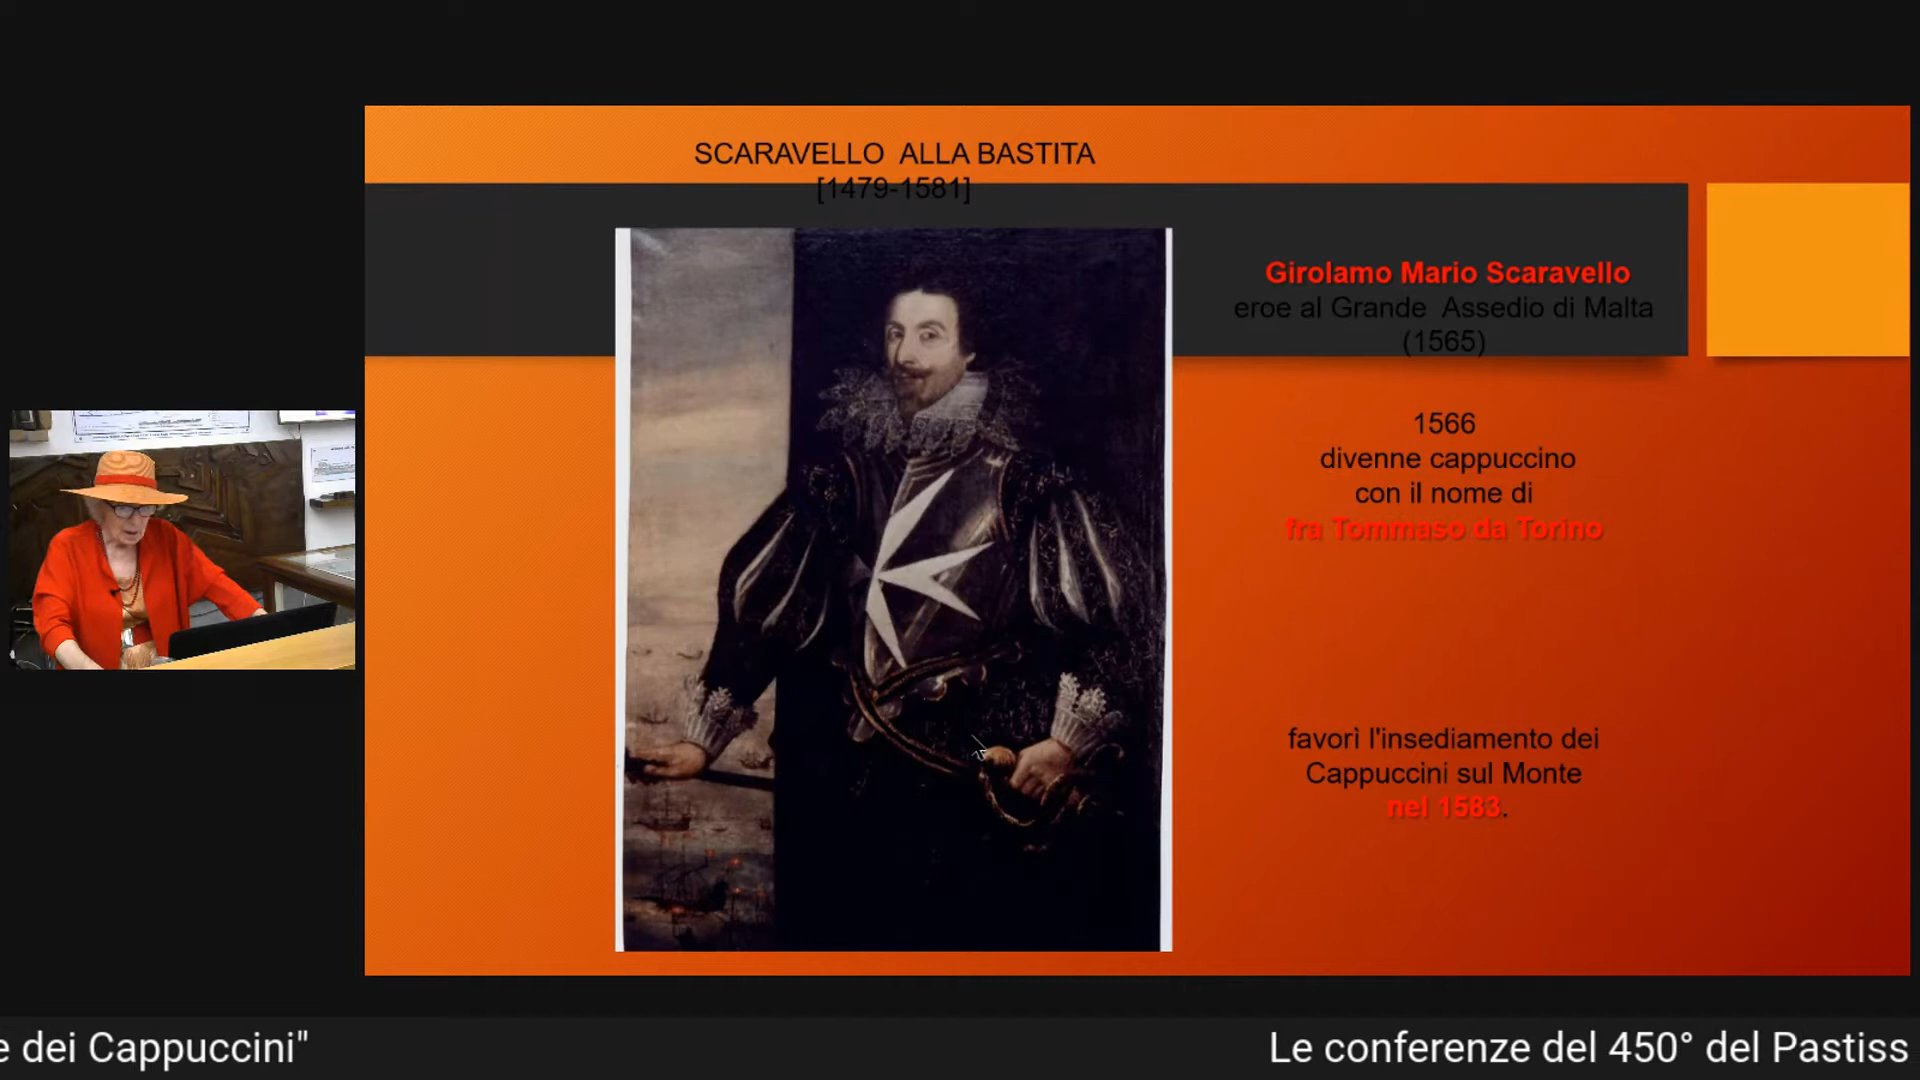 SCARAVELLO ALLA BASTITA
[1479-1581]
Girolamo Mario Scaravello
eroe al Grande Assedio di Malta
(1565)
1566
divenne cappuccino
con il nome di
fra Tommaso da Torino
favorì l'insediamento dei
Cappuccini sul Monte
nel 1583.
e dei Cappuccini"
Le conferenze del 450° del Pastiss